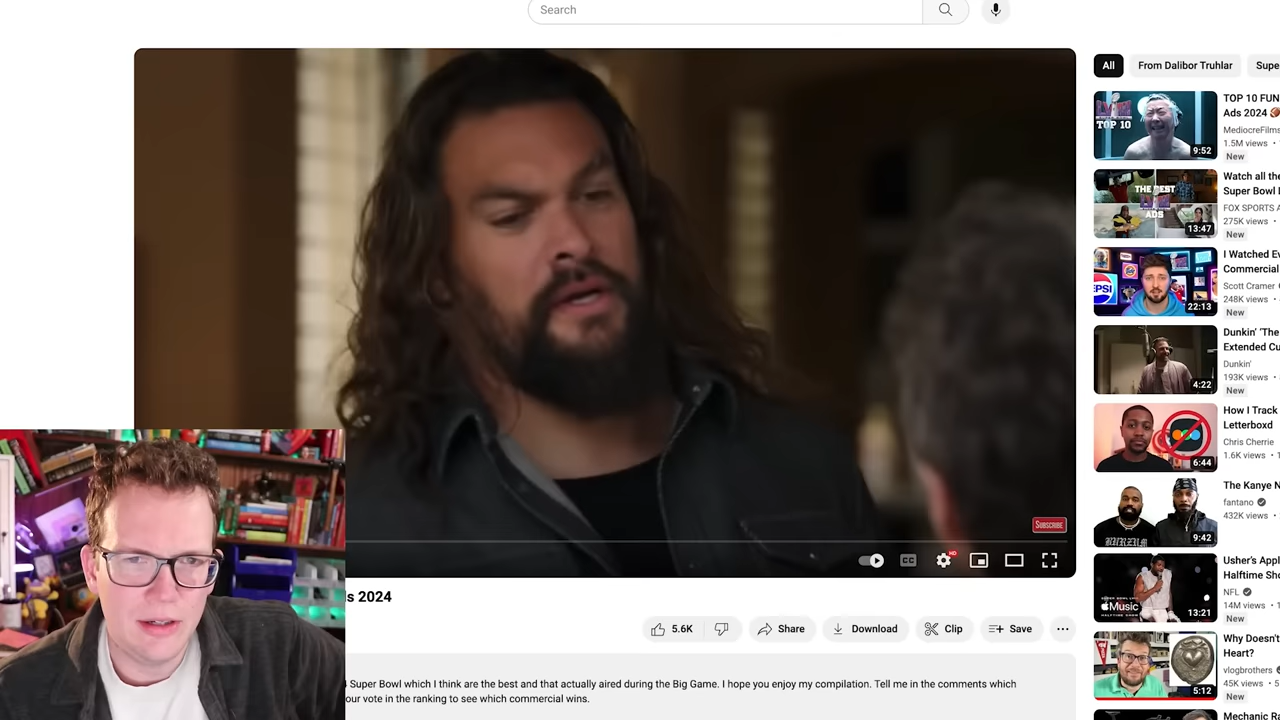 Search
All
From Dalibor Truhlar
Supe
TOP 10 FUN
Ads 2024
MediocreFilms
1.5M views •
New
TOP 10
9:52
Watch all the
Super Bowl
FOX SPORTS A
275K views •
New
THE BEST
ADS
13:47
I Watched Ev
Commercial
Scott Cramer
248K views •
New
EPSI
22:13
Dunkin' 'The
Extended Cu
Dunkin'
193K views •
New
4:22
How I Track
Letterboxd
Chris Cherrie
1.6K views •
6:44
The Kanye N
fantano
432K views •
BURZUM
9:42
Usher's Appl
Halftime Sho
NFL
14M views •
New
Music
13:21
Why Doesn't
Heart?
vlogbrothers
45K views • 5
New
5:12
Mechanic R
SUBSCRIBE
CC
HD
s 2024
5.6K
Share
Download
Clip
Save
Super Bowl which I think are the best and that actually aired during the Big Game. I hope you enjoy my compilation. Tell me in the comments which
our vote in the ranking to see which commercial wins.